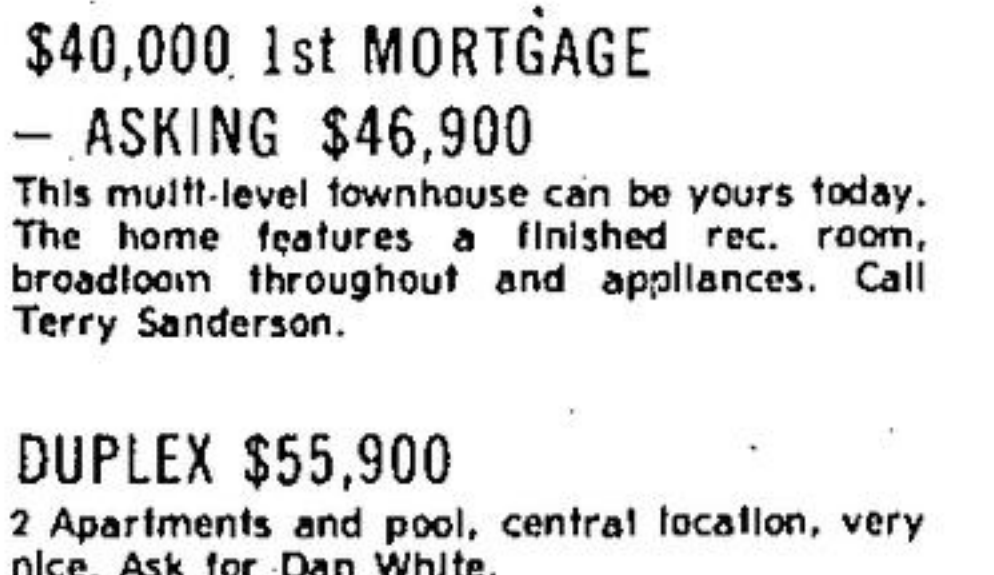 $40,000 1st MORTGAGE
– ASKING $46,900
This multi-level townhouse can be yours today.
The home features a finished rec. room,
broadloom throughout and appliances. Call
Terry Sanderson.
DUPLEX $55,900
2 Apartments and pool, central location, very
nice. Ask for Dan White.